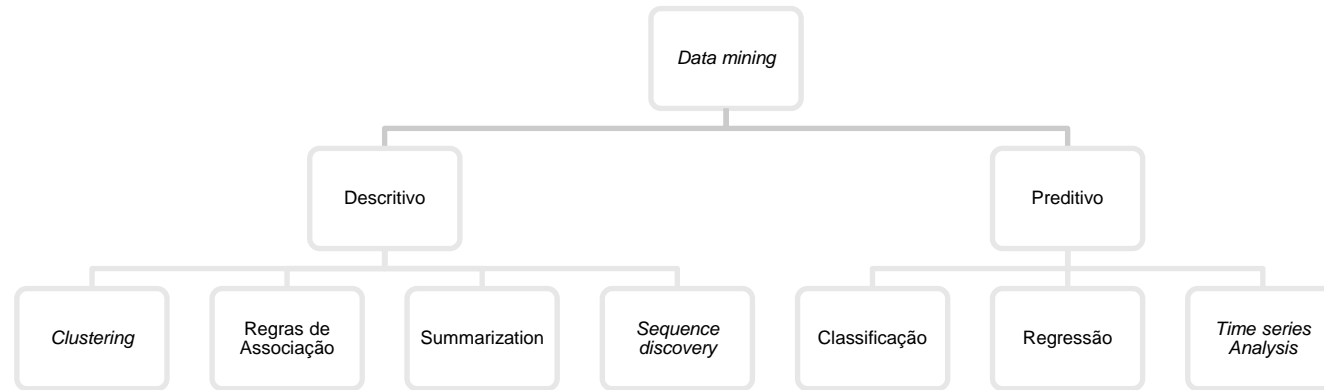 Data mining
Descritivo
Preditivo
Clustering
Regras de
Associação
Summarization
Sequence
discovery
Classificação
Regressão
Time series
Analysis